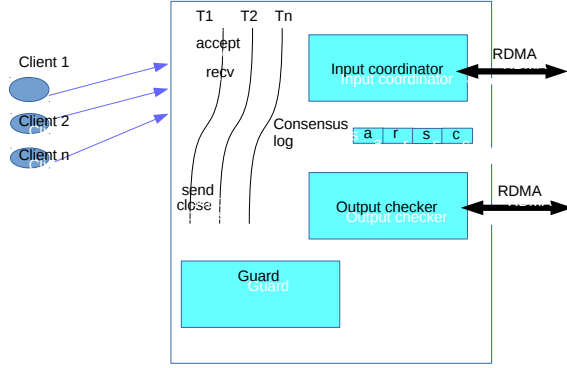 T1 T2 Tn
accept
recv
Client 1
Client 2
Client n
Input coordinator
RDMA
Consensus
log
a r s c
send
close
Output checker
RDMA
Guard